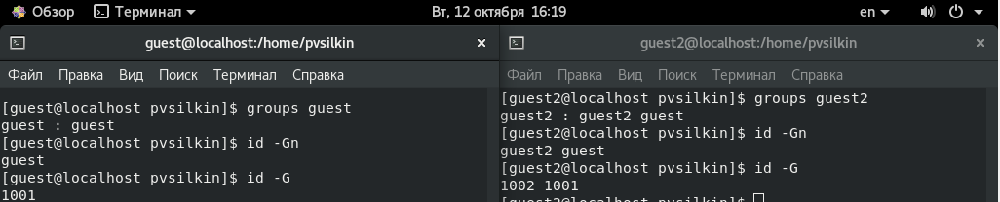 Обзор Терминал Вт, 12 октября 16:19 en
guest@localhost:/home/pvsilkin
Файл Правка Вид Поиск Терминал Справка
[guest@localhost pvsilkin]$ groups guest
guest : guest
[guest@localhost pvsilkin]$ id -Gn
guest
[guest@localhost pvsilkin]$ id -G
1001
guest2@localhost:/home/pvsilkin
Файл Правка Вид Поиск Терминал Справка
[guest2@localhost pvsilkin]$ groups guest2
guest2 : guest2 guest
[guest2@localhost pvsilkin]$ id -Gn
guest2 guest
[guest2@localhost pvsilkin]$ id -G
1002 1001
[guest2@localhost pvsilkin]$